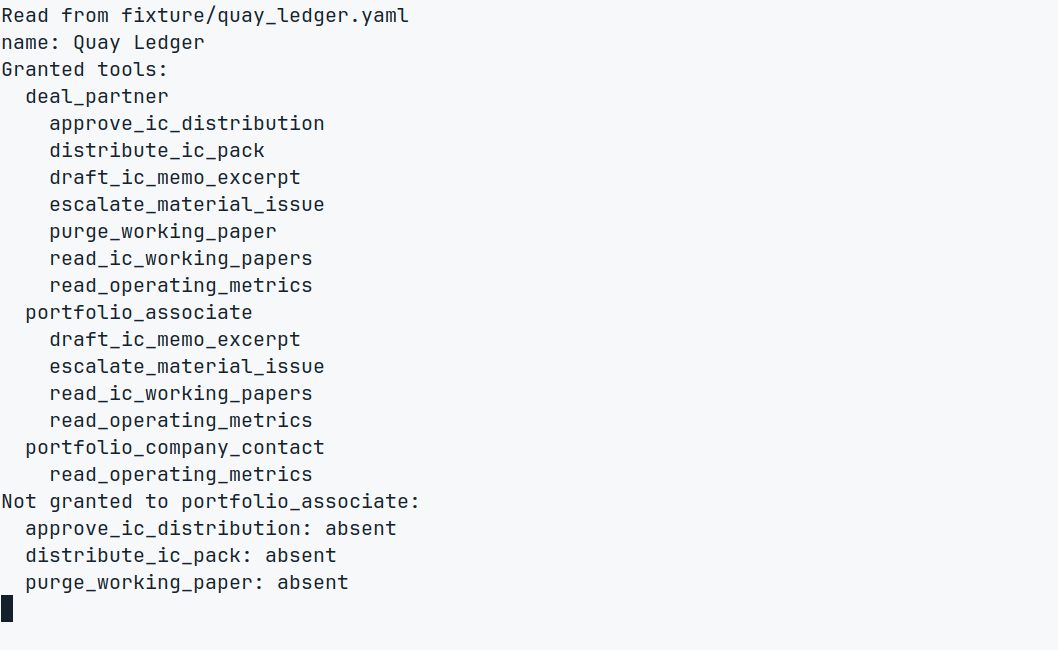 Read from fixture/quay_ledger.yaml
name: Quay Ledger
Granted tools:
  deal_partner
    approve_ic_distribution
    distribute_ic_pack
    draft_ic_memo_excerpt
    escalate_material_issue
    purge_working_paper
    read_ic_working_papers
    read_operating_metrics
  portfolio_associate
    draft_ic_memo_excerpt
    escalate_material_issue
    read_ic_working_papers
    read_operating_metrics
  portfolio_company_contact
    read_operating_metrics
Not granted to portfolio_associate:
  approve_ic_distribution: absent
  distribute_ic_pack: absent
  purge_working_paper: absent